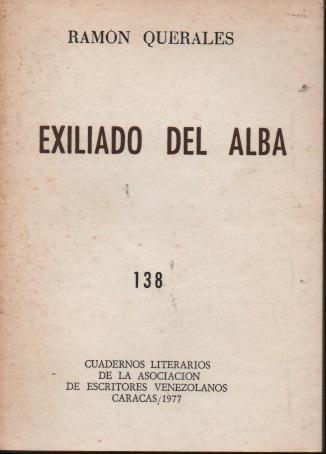 RAMON QUERALES
EXILIADO DEL ALBA
138
CUADERNOS LITERARIOS
DE LA ASOCIACION
DE ESCRITORES VENEZOLANOS
CARACAS/1977